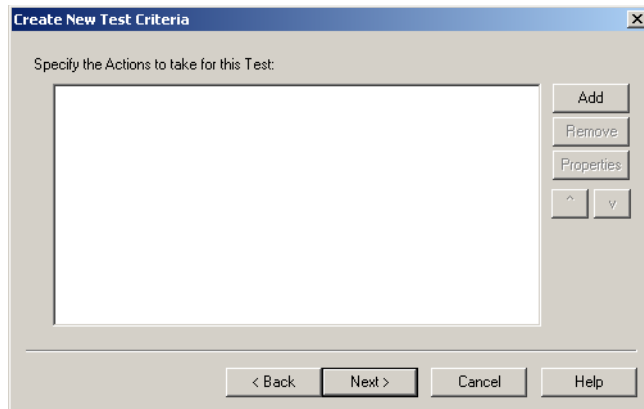 Create New Test Criteria
Specify the Actions to take for this Test:
Add
Remove
Properties
^ v
< Back Next > Cancel Help